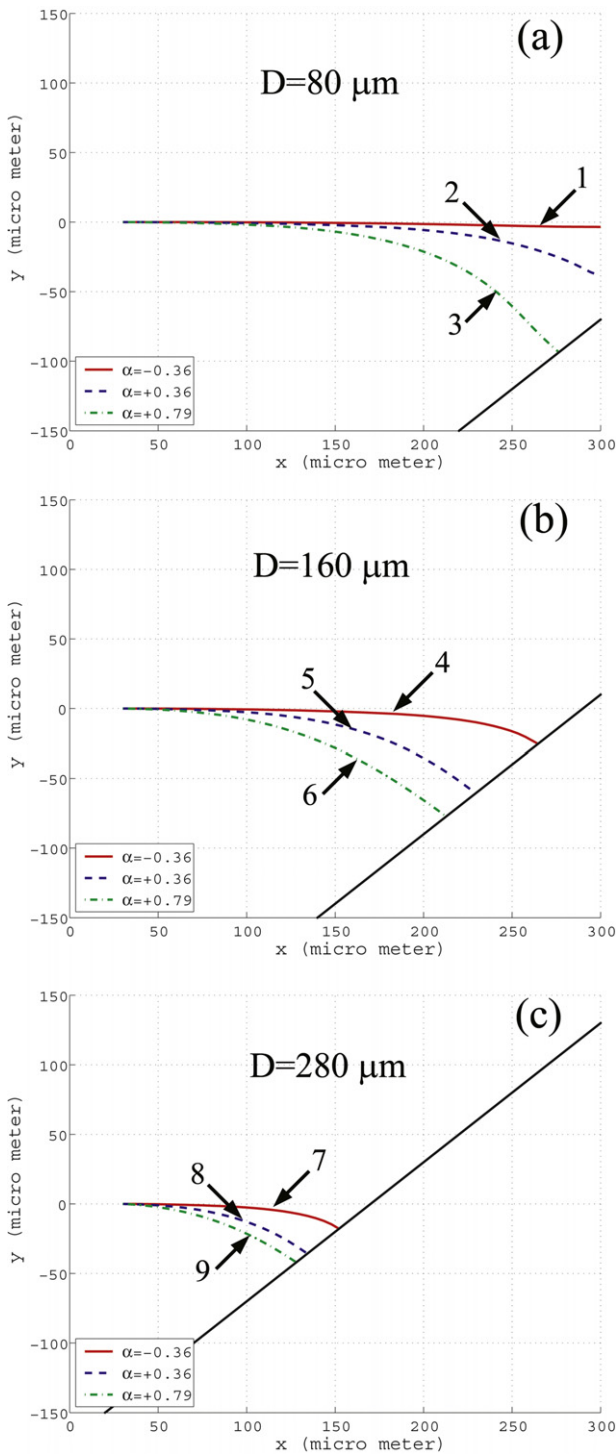 (a)
D=80 μm
150
100
50
0
-50
-100
-150
y (micro meter)
1
2
3
α=-0.36
α=+0.36
α=+0.79
0 50 100 150 200 250 300
x (micro meter)
(b)
D=160 μm
150
100
50
0
-50
-100
-150
y (micro meter)
4
5
6
α=-0.36
α=+0.36
α=+0.79
0 50 100 150 200 250 300
x (micro meter)
(c)
D=280 μm
150
100
50
0
-50
-100
-150
y (micro meter)
7
8
9
α=-0.36
α=+0.36
α=+0.79
0 50 100 150 200 250 300
x (micro meter)